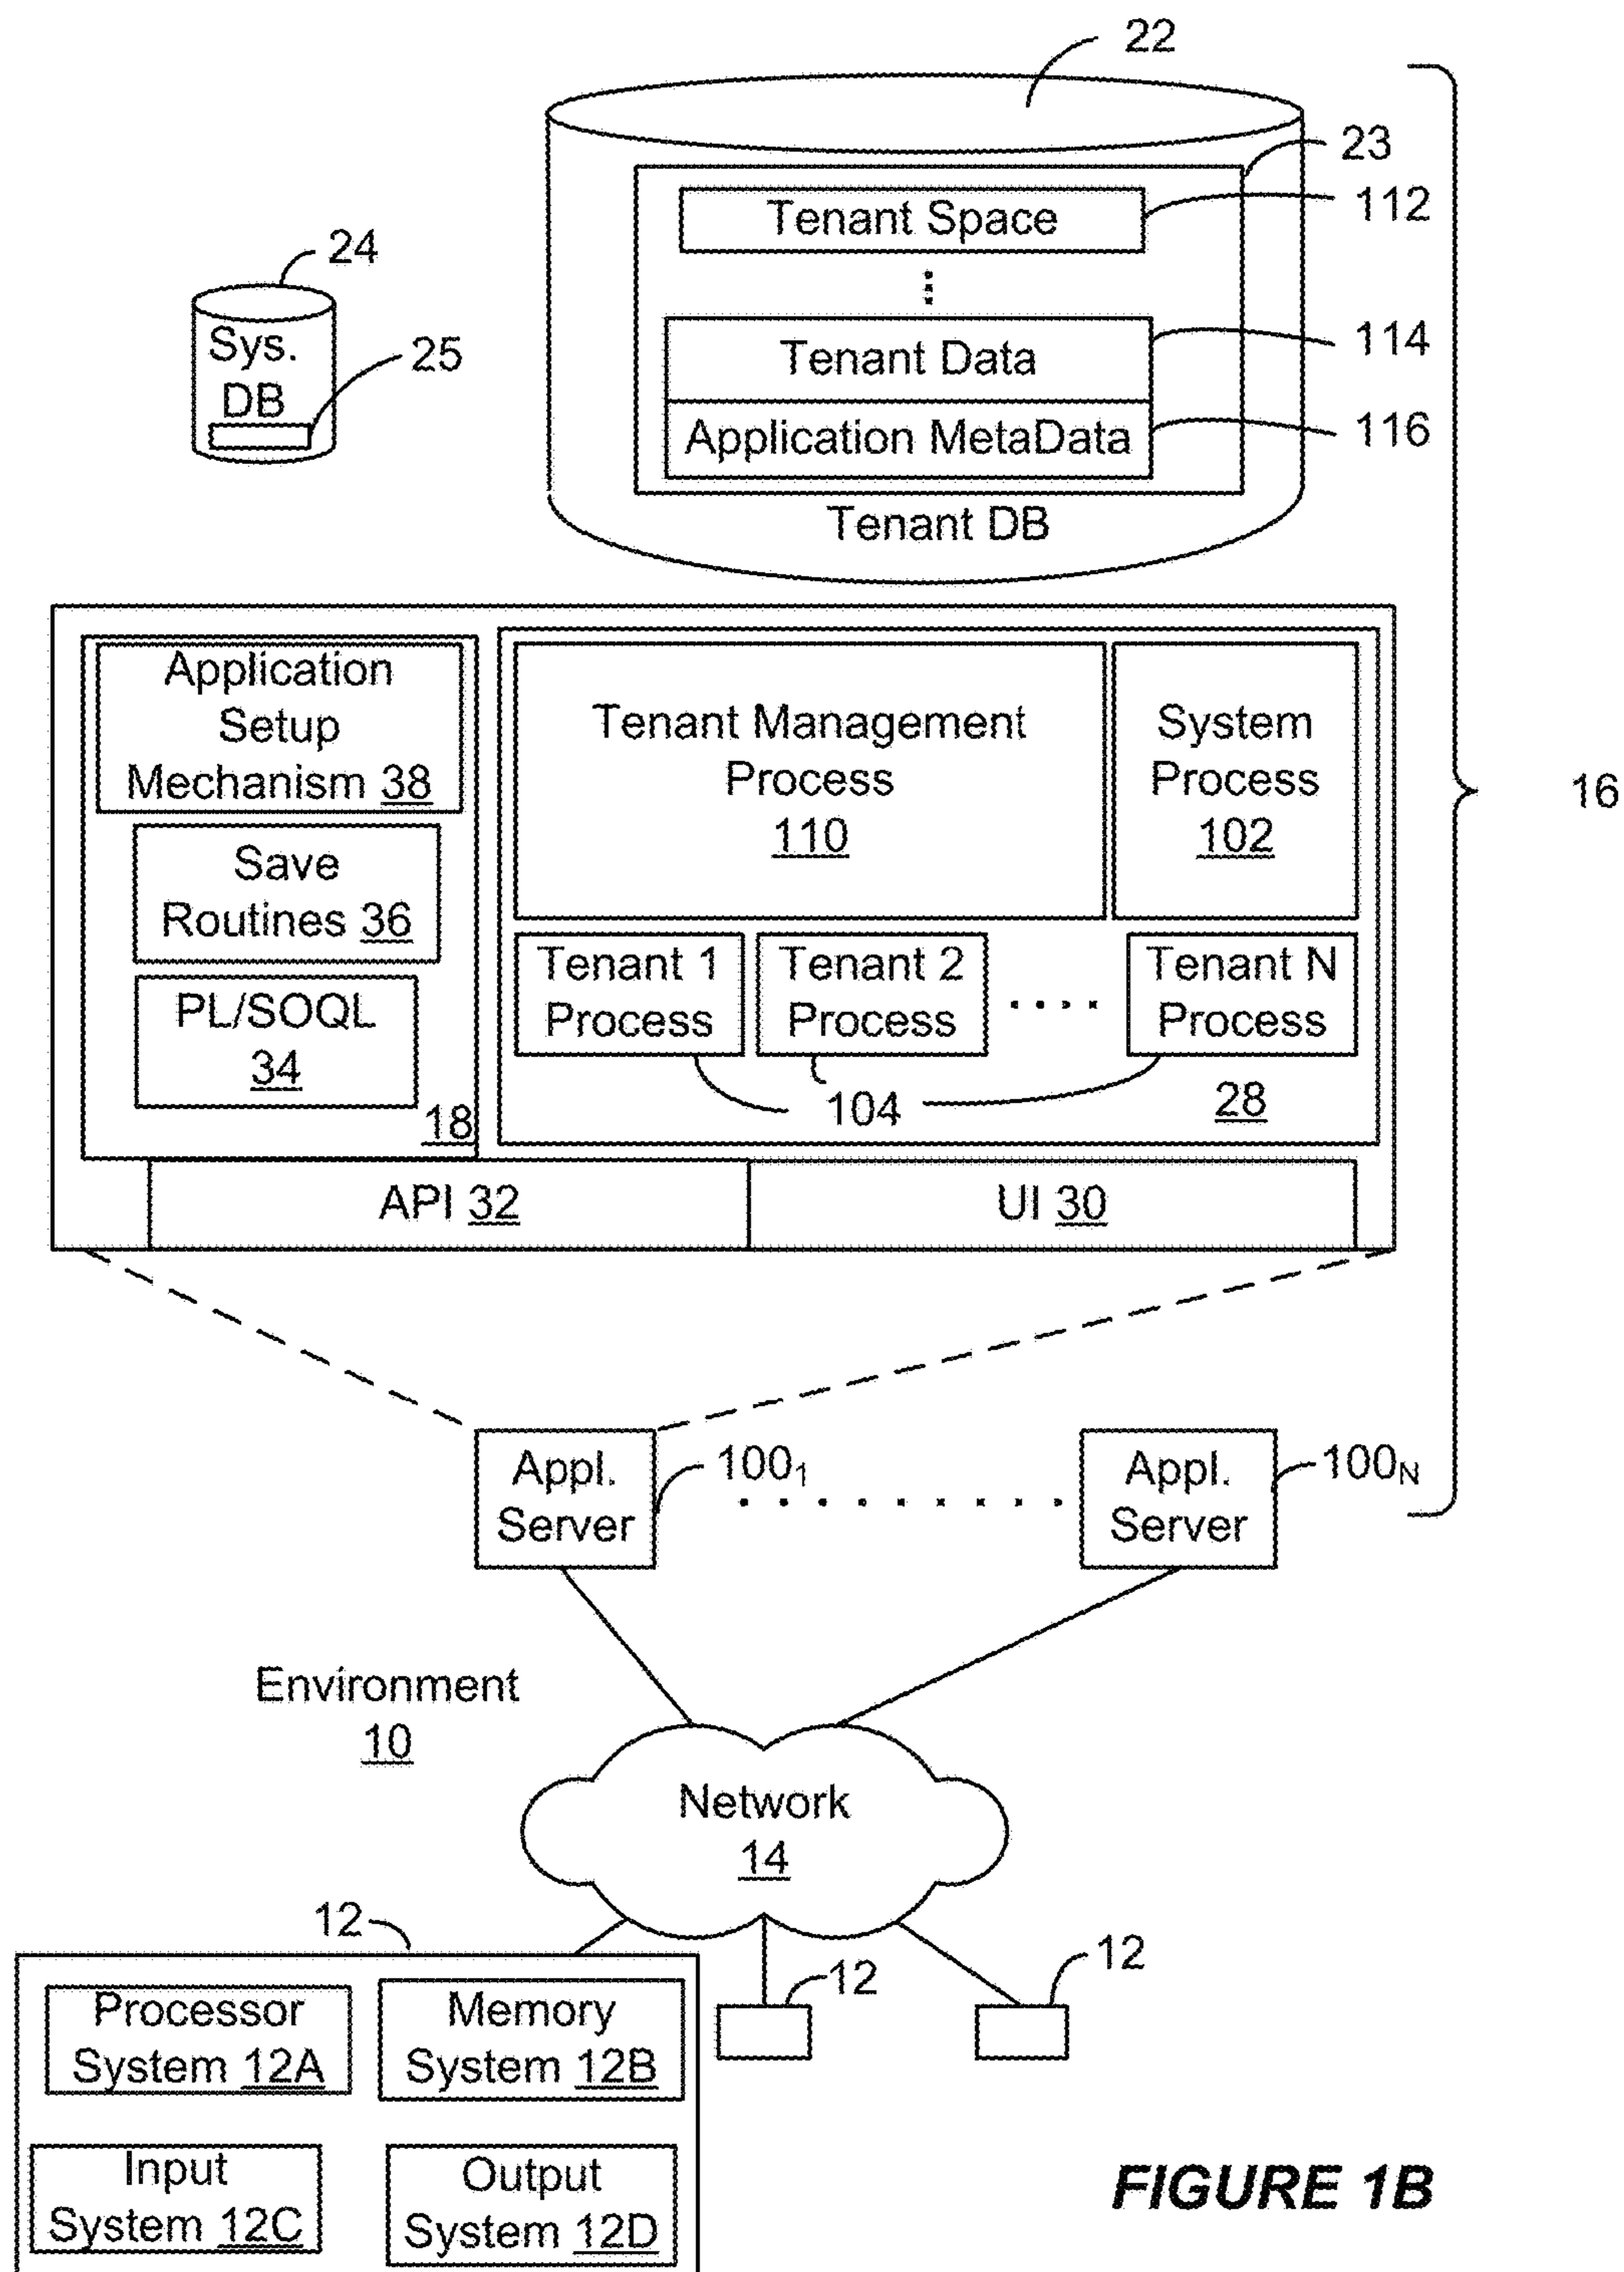 22
23
Tenant Space
112
24
Sys.
DB
25
Tenant Data
114
Application MetaData
116
Tenant DB
Application
Setup
Mechanism 38
Save
Routines 36
PL/SOQL
34
18
Tenant Management
Process
110
System
Process
102
Tenant 1
Process
Tenant 2
Process
Tenant N
Process
104
28
API 32
UI 30
16
Appl.
Server
100₁
Appl.
Server
100N
Environment
10
Network
14
12
Processor
System 12A
Memory
System 12B
Input
System 12C
Output
System 12D
12
12
FIGURE 1B